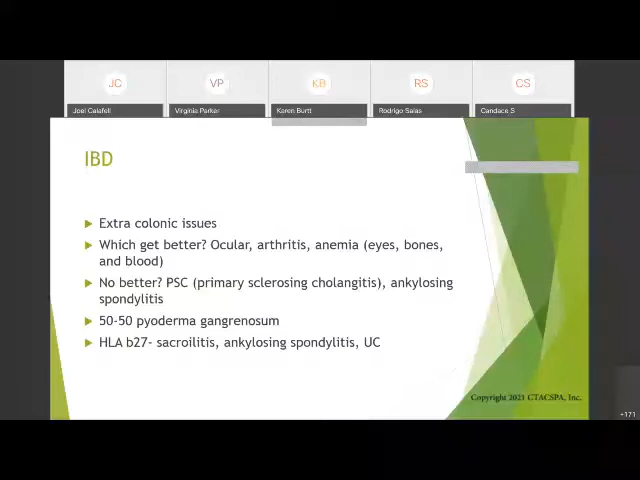 JC VP KB RS CS
Joel Calafell Virginia Parker Karen Burtt Rodrigo Salas Candace S
IBD
Extra colonic issues
Which get better? Ocular, arthritis, anemia (eyes, bones,
and blood)
No better? PSC (primary sclerosing cholangitis), ankylosing
spondylitis
50-50 pyoderma gangrenosum
HLA b27- sacroilitis, ankylosing spondylitis, UC
Copyright 2021 CTACSPA, Inc.
+171